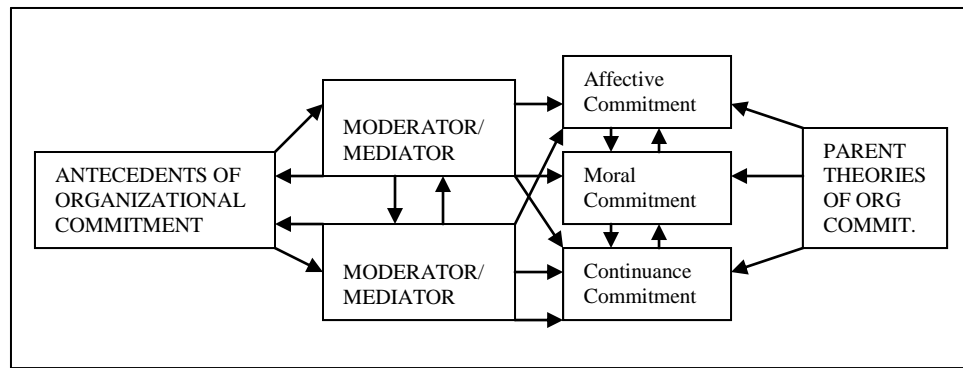 ANTECEDENTS OF
ORGANIZATIONAL
COMMITMENT
MODERATOR/
MEDIATOR
MODERATOR/
MEDIATOR
Affective
Commitment
Moral
Commitment
Continuance
Commitment
PARENT
THEORIES
OF ORG
COMMIT.